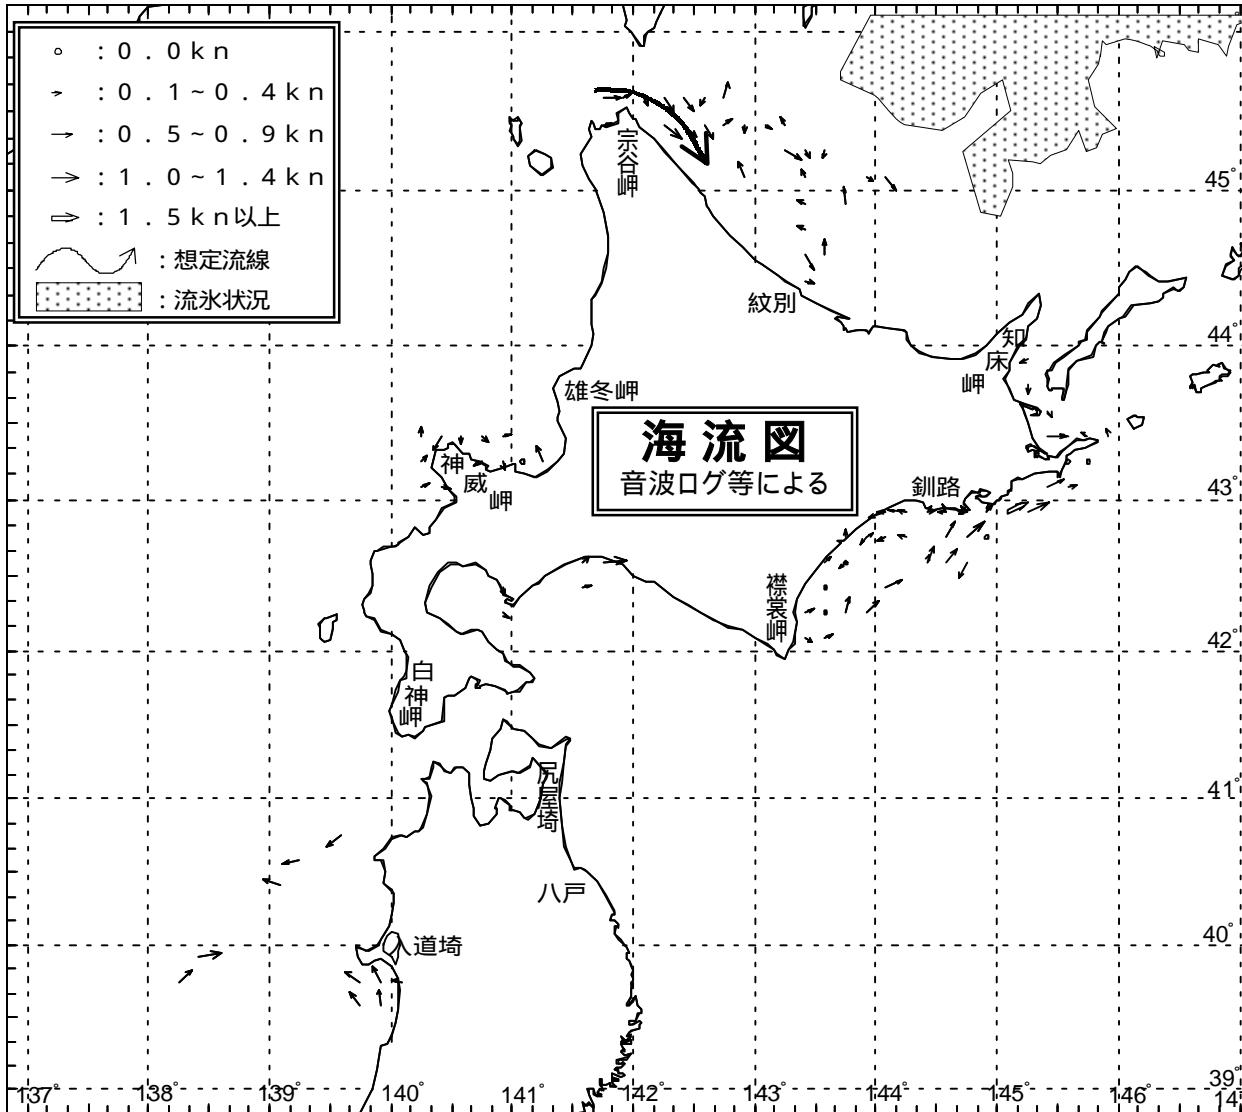 ：０．０ｋｎ
：０．１~０．４ｋｎ
：０．５~０．９ｋｎ
：１．０~１．４ｋｎ
：１．５ｋｎ以上
：想定流線
：流氷状況
宗谷岬
45°
紋別
知床岬
44°
雄冬岬
海流図
音波ログ等による
神威岬
釧路
43°
襟裳岬
42°
白神岬
尻屋埼
41°
八戸
入道埼
40°
39°
137°
138°
139°
140°
141°
142°
143°
144°
145°
146°
14